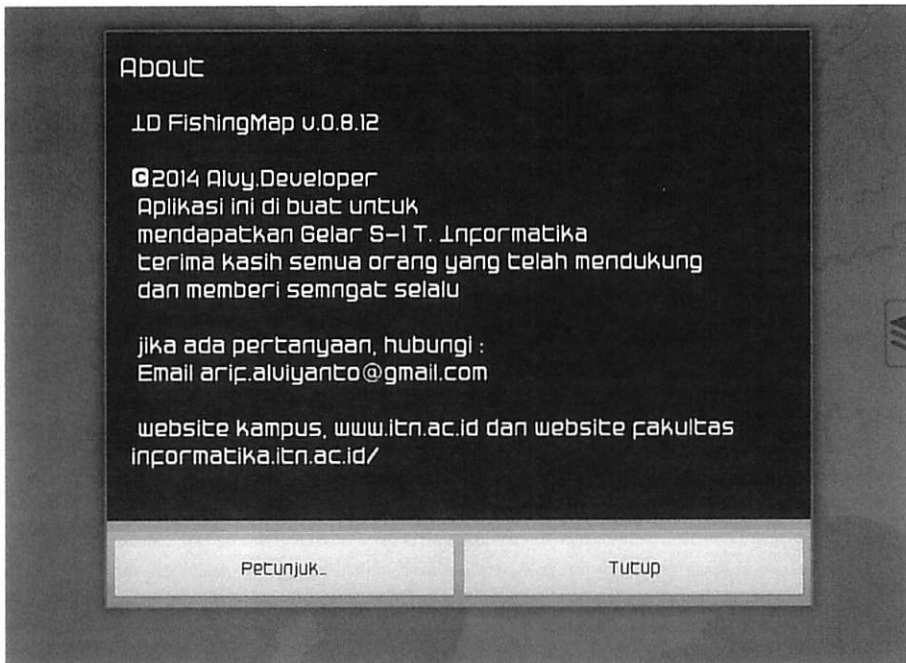 About
ID FishingMap v.0.8.12
©2014 Alvy.Developer
Aplikasi ini di buat untuk
mendapatkan Gelar S-1 T. Informatika
terima kasih semua orang yang telah mendukung
dan memberi semngat selalu
jika ada pertanyaan, hubungi :
Email arif.alviyanto@gmail.com
website kampus, www.itn.ac.id dan website fakultas
informatika.itn.ac.id/
Petunjuk_
Tutup